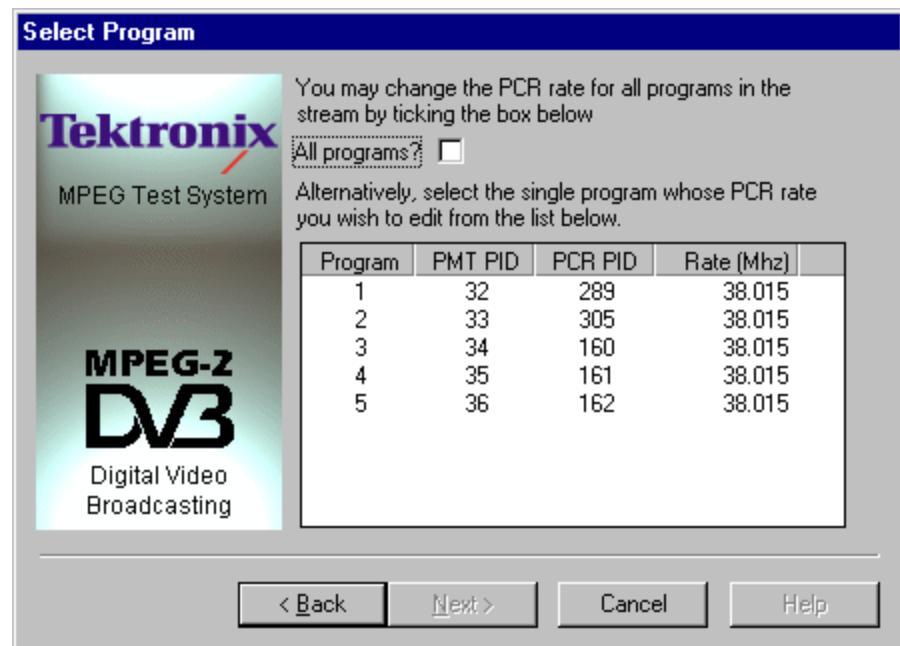 Select Program
You may change the PCR rate for all programs in the
stream by ticking the box below
All programs?
Tektronix
MPEG Test System
Alternatively, select the single program whose PCR rate
you wish to edit from the list below.
Program PMT PID PCR PID Rate (Mhz)
1 32 289 38.015
2 33 305 38.015
3 34 160 38.015
4 35 161 38.015
5 36 162 38.015
MPEG-2
DVB
Digital Video
Broadcasting
< Back Next > Cancel Help